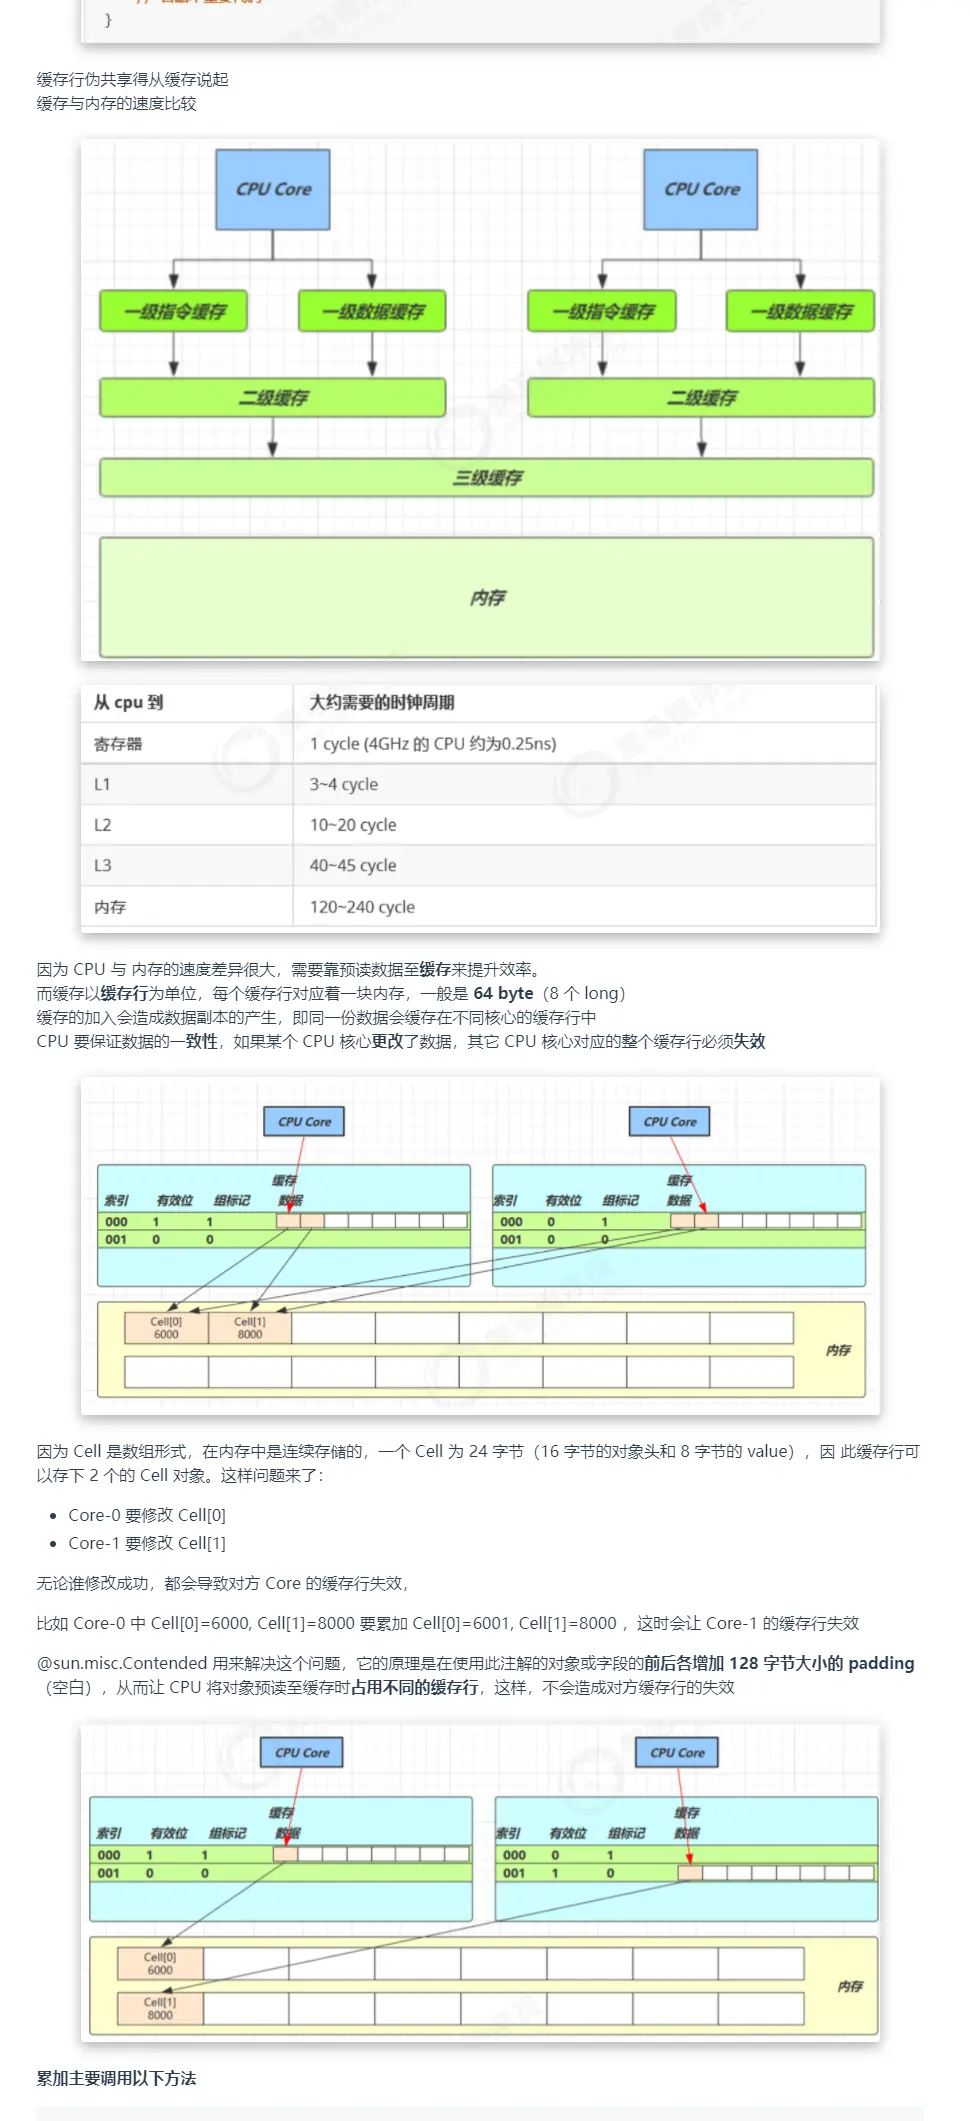 }
缓存行伪共享得从缓存说起
缓存与内存的速度比较
CPU Core
CPU Core
一级指令缓存
一级数据缓存
一级指令缓存
一级数据缓存
二级缓存
二级缓存
三级缓存
内存
从 cpu 到
大约需要的时钟周期
寄存器
1 cycle (4GHz 的 CPU 约为0.25ns)
L1
3~4 cycle
L2
10~20 cycle
L3
40~45 cycle
内存
120~240 cycle
因为 CPU 与 内存的速度差异很大，需要靠预读数据至缓存来提升效率。
而缓存以缓存行为单位，每个缓存行对应着一块内存，一般是 64 byte（8 个 long）
缓存的加入会造成数据副本的产生，即同一份数据会缓存在不同核心的缓存行中
CPU 要保证数据的一致性，如果某个 CPU 核心更改了数据，其它 CPU 核心对应的整个缓存行必须失效
CPU Core
CPU Core
缓存
索引 有效位 组标记 数据
000 1 1
001 0 0
缓存
索引 有效位 组标记 数据
000 0 1
001 0 0
Cell[0]
6000
Cell[1]
8000
内存
因为 Cell 是数组形式，在内存中是连续存储的，一个 Cell 为 24 字节（16 字节的对象头和 8 字节的 value），因 此缓存行可
以存下 2 个的 Cell 对象。这样问题来了：
• Core-0 要修改 Cell[0]
• Core-1 要修改 Cell[1]
无论谁修改成功，都会导致对方 Core 的缓存行失效，
比如 Core-0 中 Cell[0]=6000, Cell[1]=8000 要累加 Cell[0]=6001, Cell[1]=8000 ，这时会让 Core-1 的缓存行失效
@sun.misc.Contended 用来解决这个问题，它的原理是在使用此注解的对象或字段的前后各增加 128 字节大小的 padding
（空白），从而让 CPU 将对象预读至缓存时占用不同的缓存行，这样，不会造成对方缓存行的失效
CPU Core
CPU Core
缓存
索引 有效位 组标记 数据
000 1 1
001 0 0
缓存
索引 有效位 组标记 数据
000 0 1
001 1 0
Cell[0]
6000
Cell[1]
8000
内存
累加主要调用以下方法